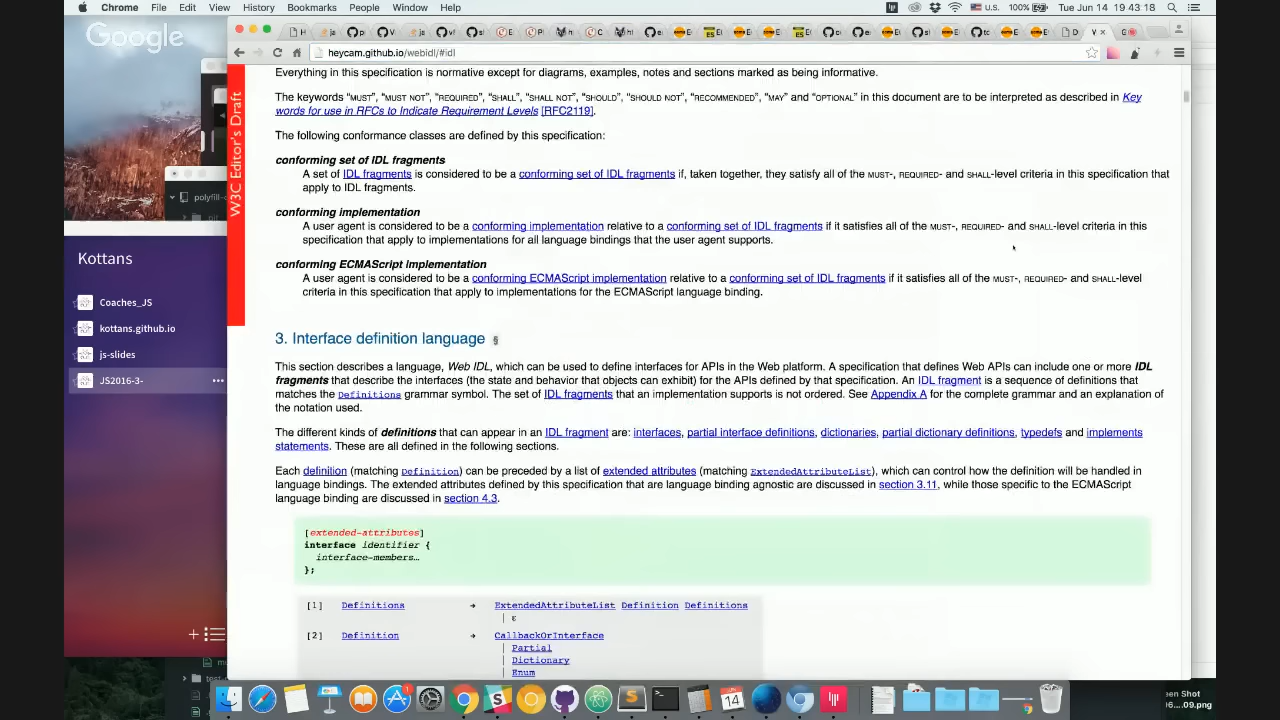 Chrome File Edit View History Bookmarks People Window Help U.S. 100% Tue Jun 14 19:43:18
Google
heycam.github.io/webidl/#idl
W3C Editor's Draft
Everything in this specification is normative except for diagrams, examples, notes and sections marked as being informative.
The keywords “MUST”, “MUST NOT”, “REQUIRED”, “SHALL”, “SHALL NOT”, “SHOULD”, “SHOULD NOT”, “RECOMMENDED”, “MAY” and “OPTIONAL” in this document are to be interpreted as described in Key
words for use in RFCs to Indicate Requirement Levels [RFC2119].
The following conformance classes are defined by this specification:
conforming set of IDL fragments
A set of IDL fragments is considered to be a conforming set of IDL fragments if, taken together, they satisfy all of the MUST-, REQUIRED- and SHALL-level criteria in this specification that
apply to IDL fragments.
conforming implementation
A user agent is considered to be a conforming implementation relative to a conforming set of IDL fragments if it satisfies all of the MUST-, REQUIRED- and SHALL-level criteria in this
specification that apply to implementations for all language bindings that the user agent supports.
conforming ECMAScript implementation
A user agent is considered to be a conforming ECMAScript implementation relative to a conforming set of IDL fragments if it satisfies all of the MUST-, REQUIRED- and SHALL-level
criteria in this specification that apply to implementations for the ECMAScript language binding.
3. Interface definition language §
This section describes a language, Web IDL, which can be used to define interfaces for APIs in the Web platform. A specification that defines Web APIs can include one or more IDL
fragments that describe the interfaces (the state and behavior that objects can exhibit) for the APIs defined by that specification. An IDL fragment is a sequence of definitions that
matches the Definitions grammar symbol. The set of IDL fragments that an implementation supports is not ordered. See Appendix A for the complete grammar and an explanation of
the notation used.
The different kinds of definitions that can appear in an IDL fragment are: interfaces, partial interface definitions, dictionaries, partial dictionary definitions, typedefs and implements
statements. These are all defined in the following sections.
Each definition (matching Definition) can be preceded by a list of extended attributes (matching ExtendedAttributeList), which can control how the definition will be handled in
language bindings. The extended attributes defined by this specification that are language binding agnostic are discussed in section 3.11, while those specific to the ECMAScript
language binding are discussed in section 4.3.
[extended-attributes]
interface identifier {
interface-members…
};
[1] Definitions → ExtendedAttributeList Definition Definitions
| ε
[2] Definition → CallbackOrInterface
| Partial
| Dictionary
| Enum
Kottans
Coaches_JS
kottans.github.io
js-slides
JS2016-3-
14